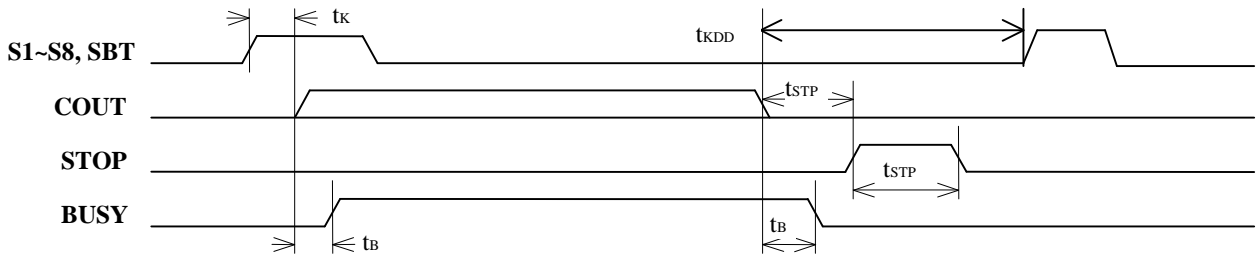 tK
tKDD
S1~S8, SBT
COUT
tSTP
STOP
tSTP
BUSY
tB
tB